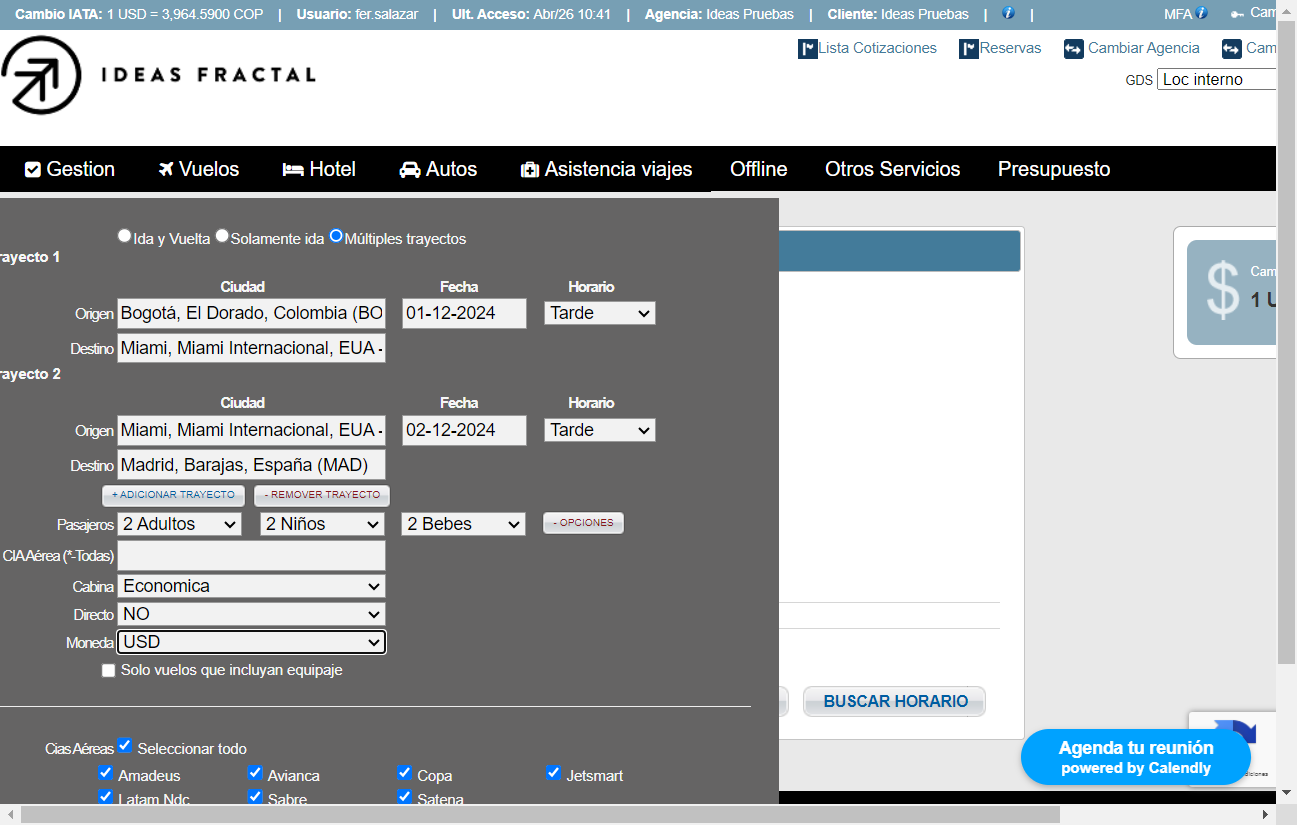 Cambio IATA: 1 USD = 3,964.5900 COP | Usuario: fer.salazar | Ult. Acceso: Abr/26 10:41 | Agencia: Ideas Pruebas | Cliente: Ideas Pruebas | i | MFA i Cam
Lista Cotizaciones Reservas Cambiar Agencia Cam
IDEAS FRACTAL
GDS Loc interno
Gestion Vuelos Hotel Autos Asistencia viajes Offline Otros Servicios Presupuesto
Ida y Vuelta Solamente ida Múltiples trayectos
rayecto 1
Ciudad Fecha Horario
Origen Bogotá, El Dorado, Colombia (BO 01-12-2024 Tarde
Destino Miami, Miami Internacional, EUA -
rayecto 2
Ciudad Fecha Horario
Origen Miami, Miami Internacional, EUA - 02-12-2024 Tarde
Destino Madrid, Barajas, España (MAD)
+ ADICIONAR TRAYECTO - REMOVER TRAYECTO
Pasajeros 2 Adultos 2 Niños 2 Bebes - OPCIONES
CIA Aérea (*-Todas)
Cabina Economica
Directo NO
Moneda USD
Solo vuelos que incluyan equipaje
Cias Aéreas Seleccionar todo
Amadeus Avianca Copa Jetsmart
Latam Ndc Sabre Satena
$ Cam
1 U
BUSCAR HORARIO
Agenda tu reunión
powered by Calendly